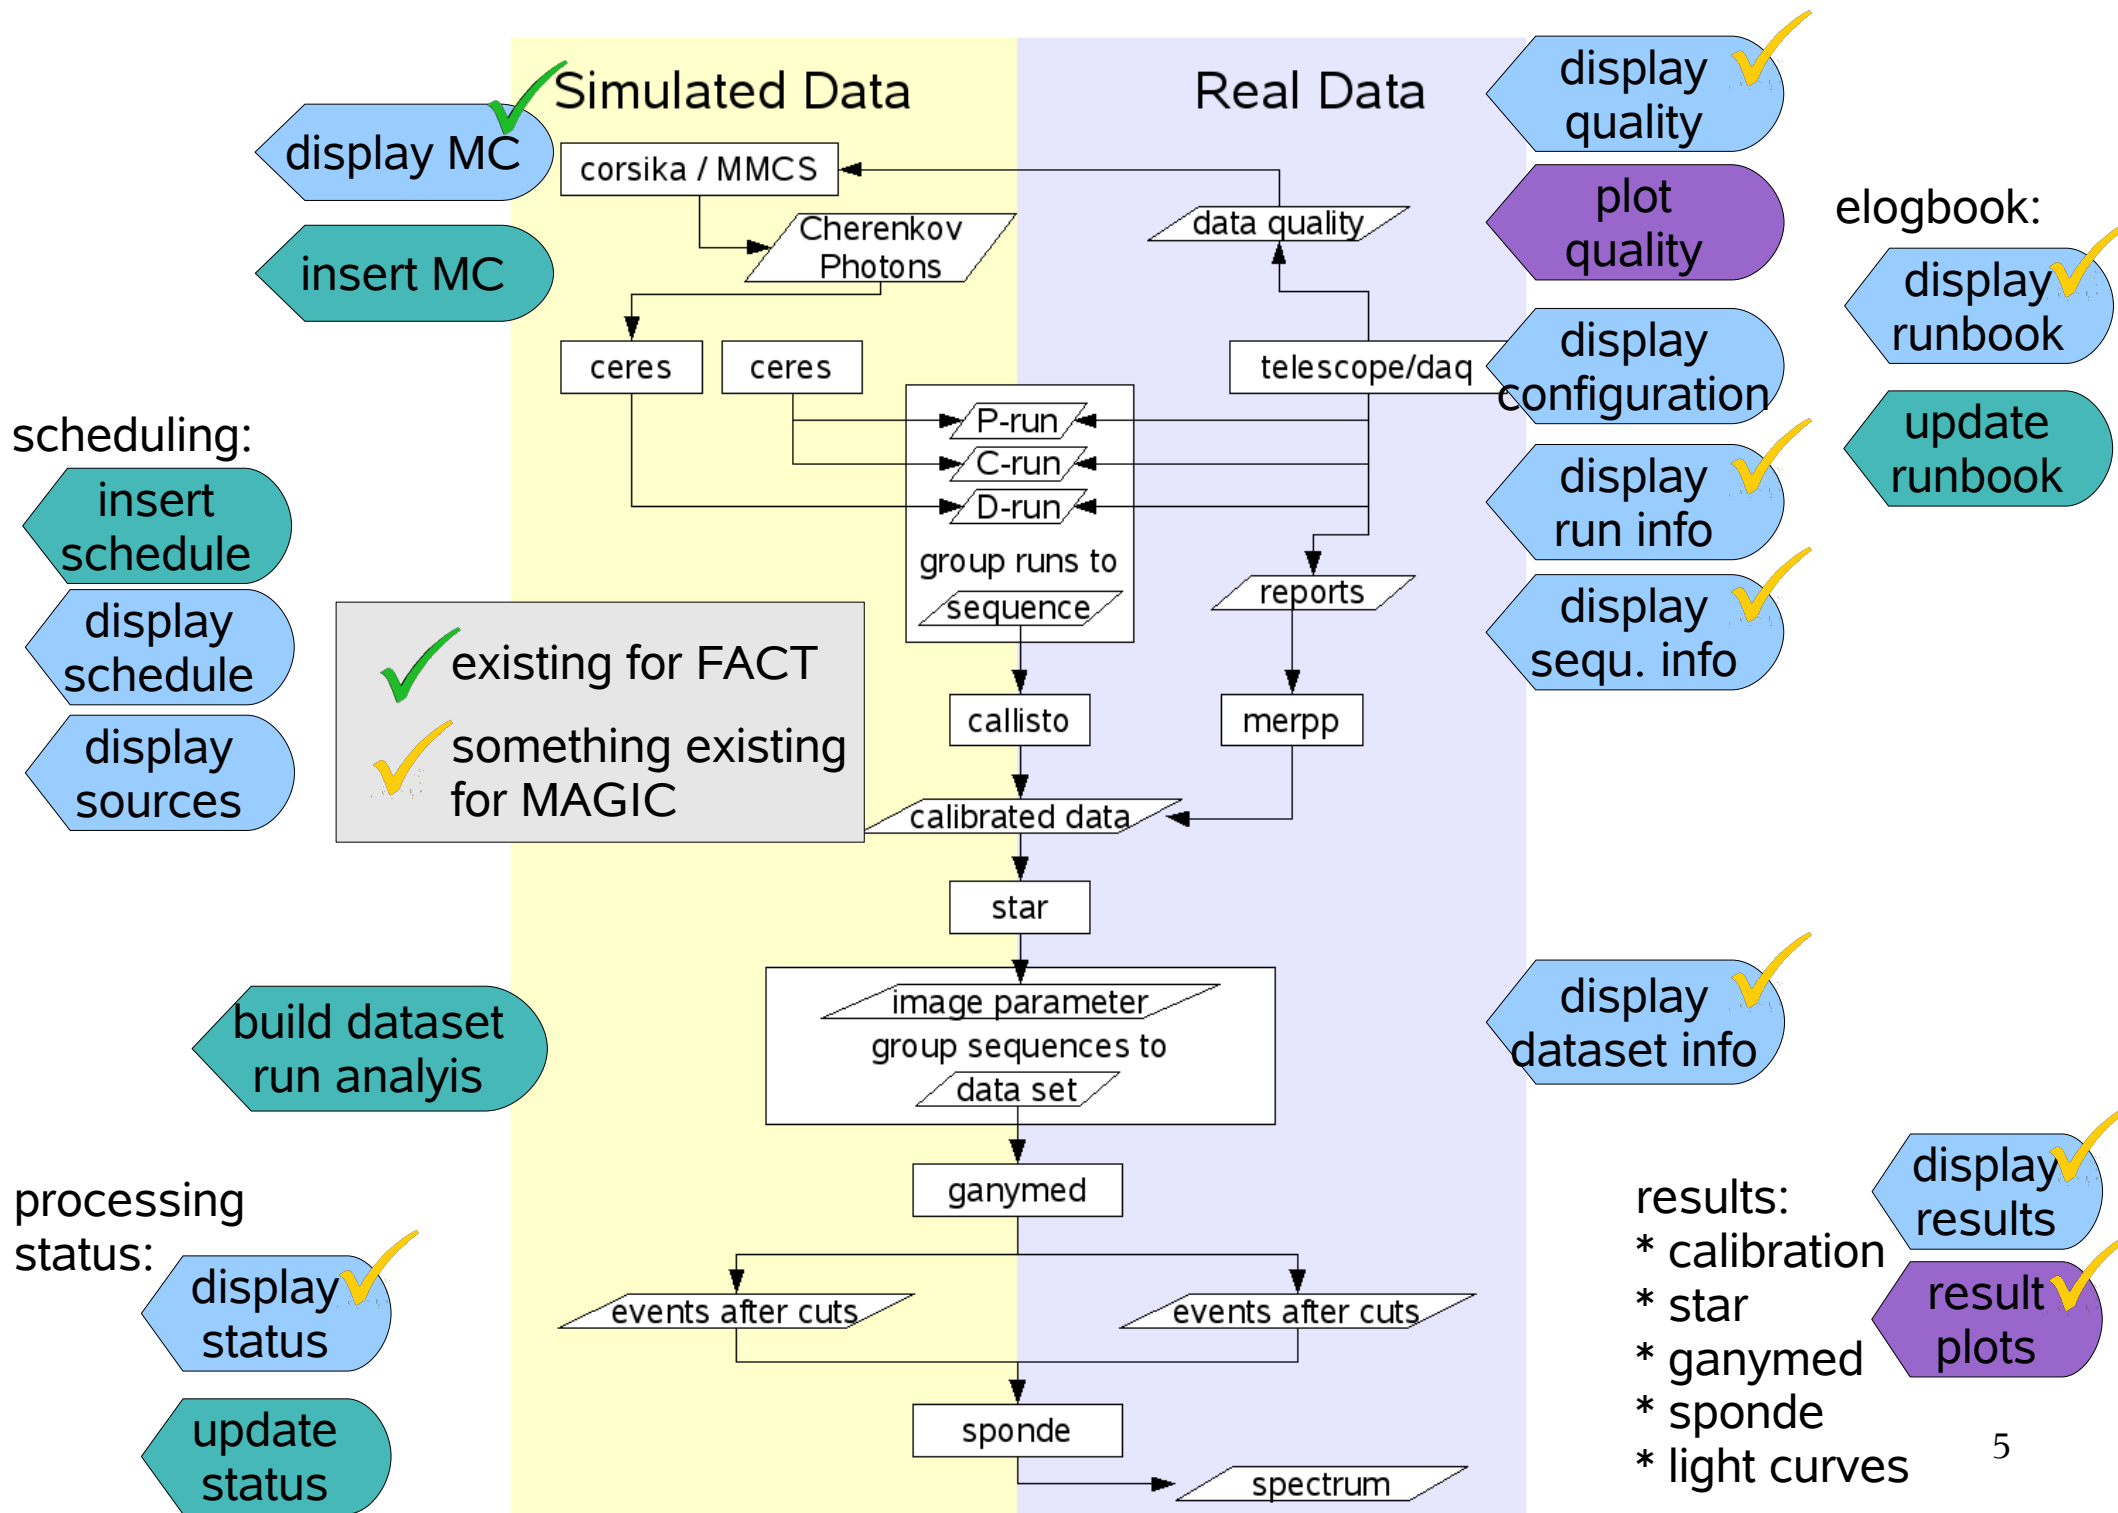 Simulated Data
Real Data
display MC
insert MC
corsika / MMCS
Cherenkov
Photons
data quality
ceres
ceres
telescope/daq
P-run
C-run
D-run
group runs to
sequence
reports
callisto
merpp
calibrated data
star
image parameter
group sequences to
data set
ganymed
events after cuts
events after cuts
sponde
spectrum
display
quality
plot
quality
display
configuration
display
run info
display
sequ. info
elogbook:
display
runbook
update
runbook
scheduling:
insert
schedule
display
schedule
display
sources
existing for FACT
something existing
for MAGIC
build dataset
run analyis
display
dataset info
processing
status:
display
status
update
status
results:
* calibration
* star
* ganymed
* sponde
* light curves
display
results
result
plots
5